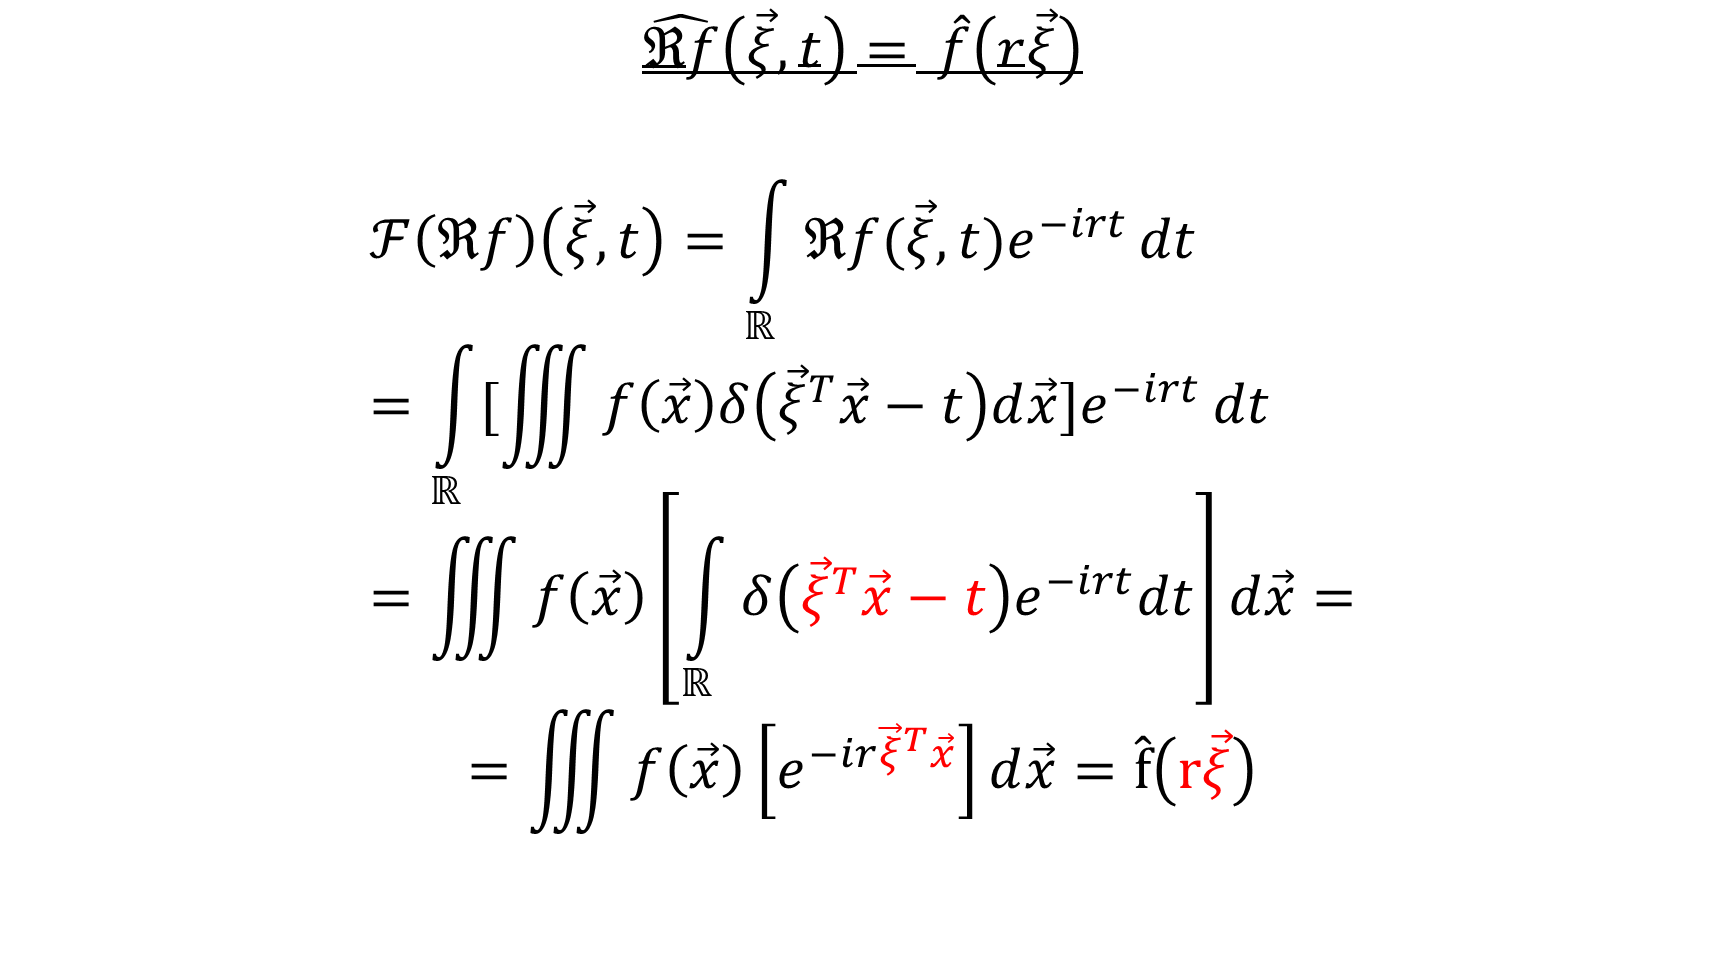 $\widehat{\mathfrak{R}}f(\vec{\xi},t) = \hat{f}(r\vec{\xi})$
$\mathcal{F}(\mathfrak{R}f)(\vec{\xi},t) = \int_{\mathbb{R}} \mathfrak{R}f(\vec{\xi},t)e^{-irt}\,dt$
$= \int_{\mathbb{R}} [\iiint f(\vec{x})\delta(\vec{\xi}^T\vec{x} - t)d\vec{x}]e^{-irt}\,dt$
$= \iiint f(\vec{x}) \left[\int_{\mathbb{R}} \delta(\vec{\xi}^T\vec{x} - t)e^{-irt}dt\right] d\vec{x} =$
$= \iiint f(\vec{x}) \left[e^{-ir\vec{\xi}^T\vec{x}}\right] d\vec{x} = \hat{\mathrm{f}}(\mathrm{r}\vec{\xi})$